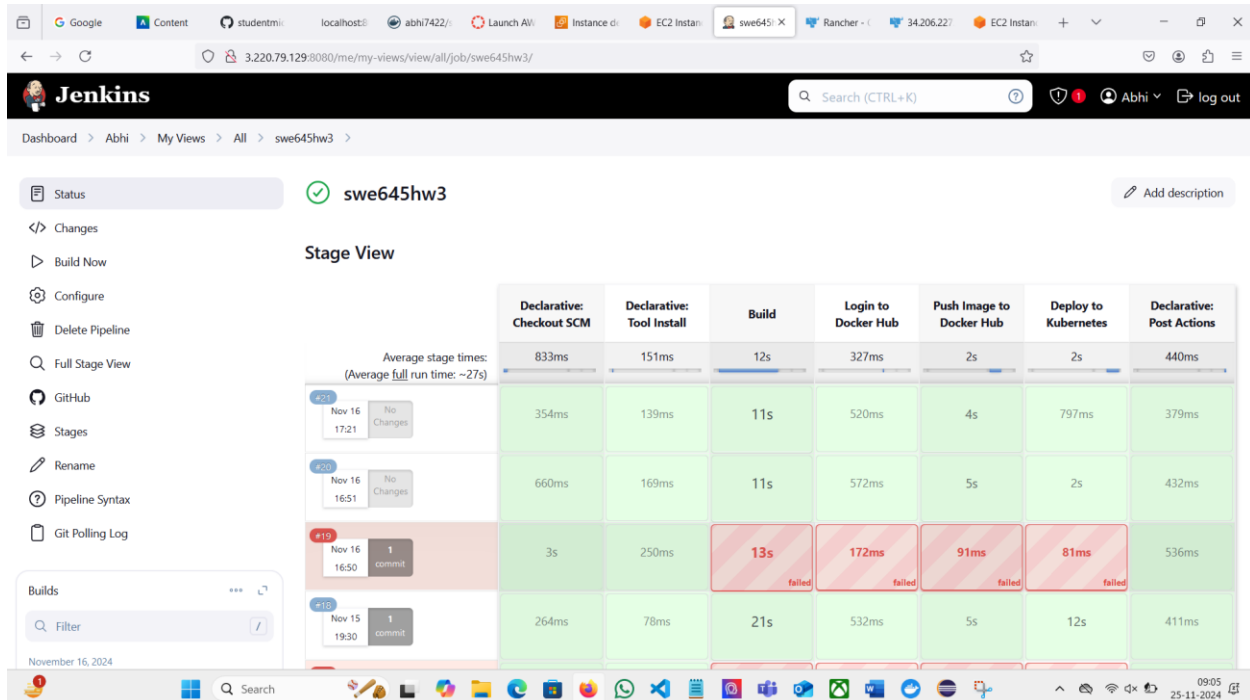 Google
Content
studentmi
localhost:8
abhi7422/s
Launch AW
Instance de
EC2 Instanc
swe645h
Rancher - (
34.206.227
EC2 Instanc
3.220.79.129:8080/me/my-views/view/all/job/swe645hw3/
Jenkins
Search (CTRL+K)
1
Abhi
log out
Dashboard > Abhi > My Views > All > swe645hw3 >
Status
Changes
Build Now
Configure
Delete Pipeline
Full Stage View
GitHub
Stages
Rename
Pipeline Syntax
Git Polling Log
Builds
Filter
/
November 16, 2024
swe645hw3
Add description
Stage View
Declarative: Checkout SCM
Declarative: Tool Install
Build
Login to Docker Hub
Push Image to Docker Hub
Deploy to Kubernetes
Declarative: Post Actions
Average stage times:
(Average full run time: ~27s)
833ms 151ms 12s 327ms 2s 2s 440ms
#21
Nov 16
17:21
No Changes
354ms 139ms 11s 520ms 4s 797ms 379ms
#20
Nov 16
16:51
No Changes
660ms 169ms 11s 572ms 5s 2s 432ms
#19
Nov 16
16:50
1 commit
3s 250ms 13s 172ms 91ms 81ms 536ms
failed failed failed failed
#18
Nov 15
19:30
1 commit
264ms 78ms 21s 532ms 5s 12s 411ms
1
Search
09:05
25-11-2024